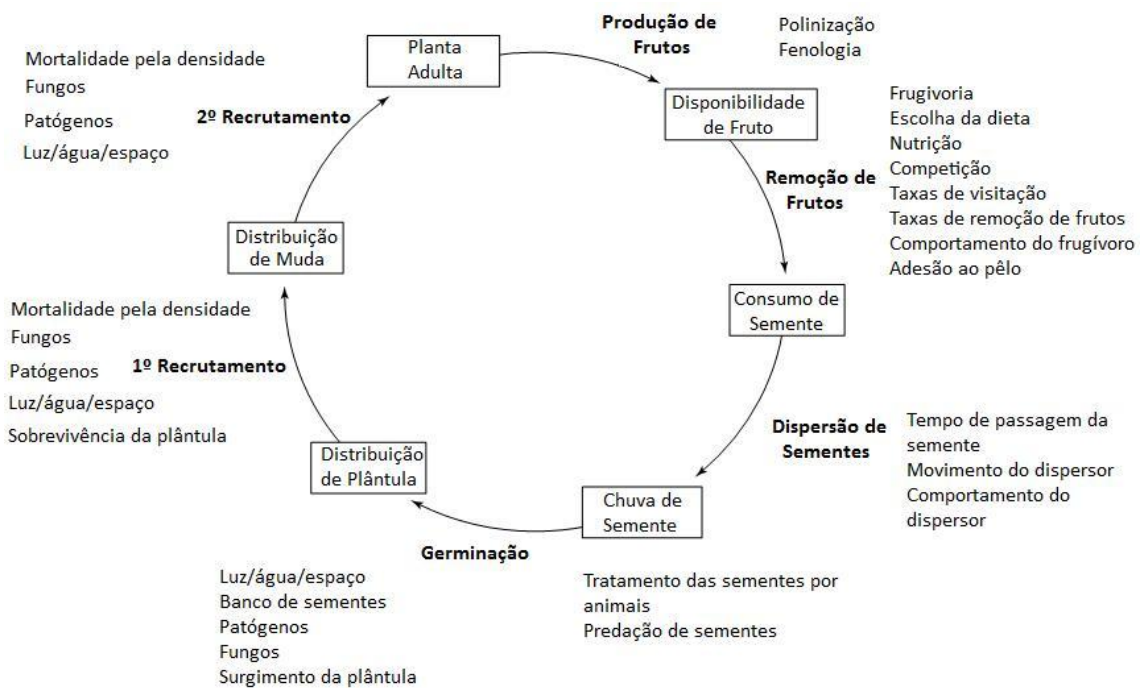 Planta
Adulta
Produção de
Frutos
Polinização
Fenologia
Disponibilidade
de Fruto
Frugivoria
Escolha da dieta
Nutrição
Competição
Taxas de visitação
Taxas de remoção de frutos
Comportamento do frugívoro
Adesão ao pêlo
Remoção de
Frutos
Consumo de
Semente
Dispersão de
Sementes
Tempo de passagem da
semente
Movimento do dispersor
Comportamento do
dispersor
Chuva de
Semente
Tratamento das sementes por
animais
Predação de sementes
Germinação
Luz/água/espaço
Banco de sementes
Patógenos
Fungos
Surgimento da plântula
Distribuição
de Plântula
Mortalidade pela densidade
Fungos
Patógenos
1º Recrutamento
Luz/água/espaço
Sobrevivência da plântula
Distribuição
de Muda
Mortalidade pela densidade
Fungos
Patógenos
2º Recrutamento
Luz/água/espaço